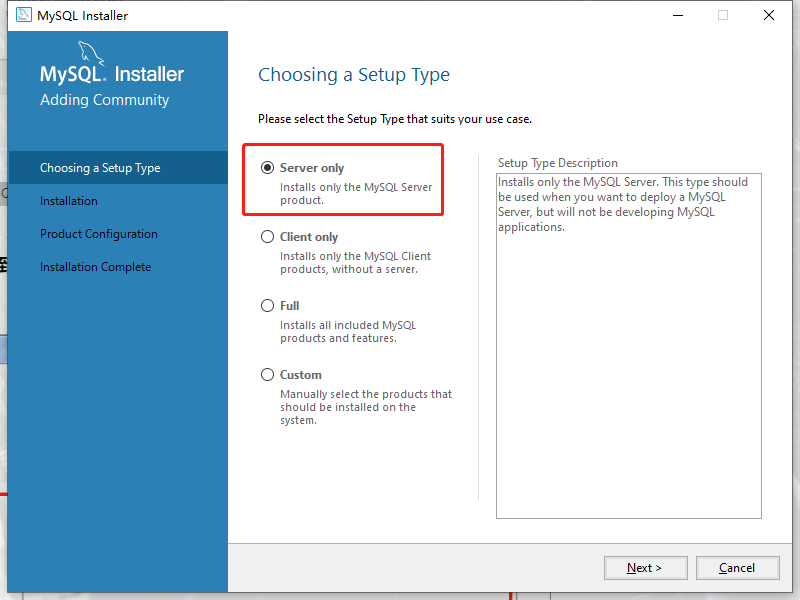 MySQL Installer
MySQL. Installer
Adding Community
Choosing a Setup Type
Installation
Product Configuration
Installation Complete
Choosing a Setup Type
Please select the Setup Type that suits your use case.
Server only
Installs only the MySQL Server
product.
Client only
Installs only the MySQL Client
products, without a server.
Full
Installs all included MySQL
products and features.
Custom
Manually select the products that
should be installed on the
system.
Setup Type Description
Installs only the MySQL Server. This type should
be used when you want to deploy a MySQL
Server, but will not be developing MySQL
applications.
Next >
Cancel